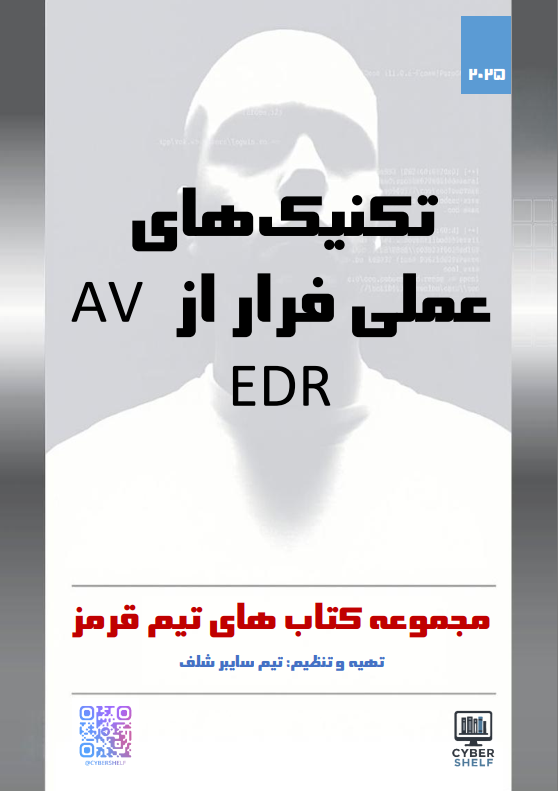 ۲۰۲۵
تکنیک‌های
عملی فرار از AV
EDR
مجموعه کتاب های تیم قرمز
تهیه و تنظیم: تیم سایبر شلف
@CYBERSHELF
CYBER
SHELF